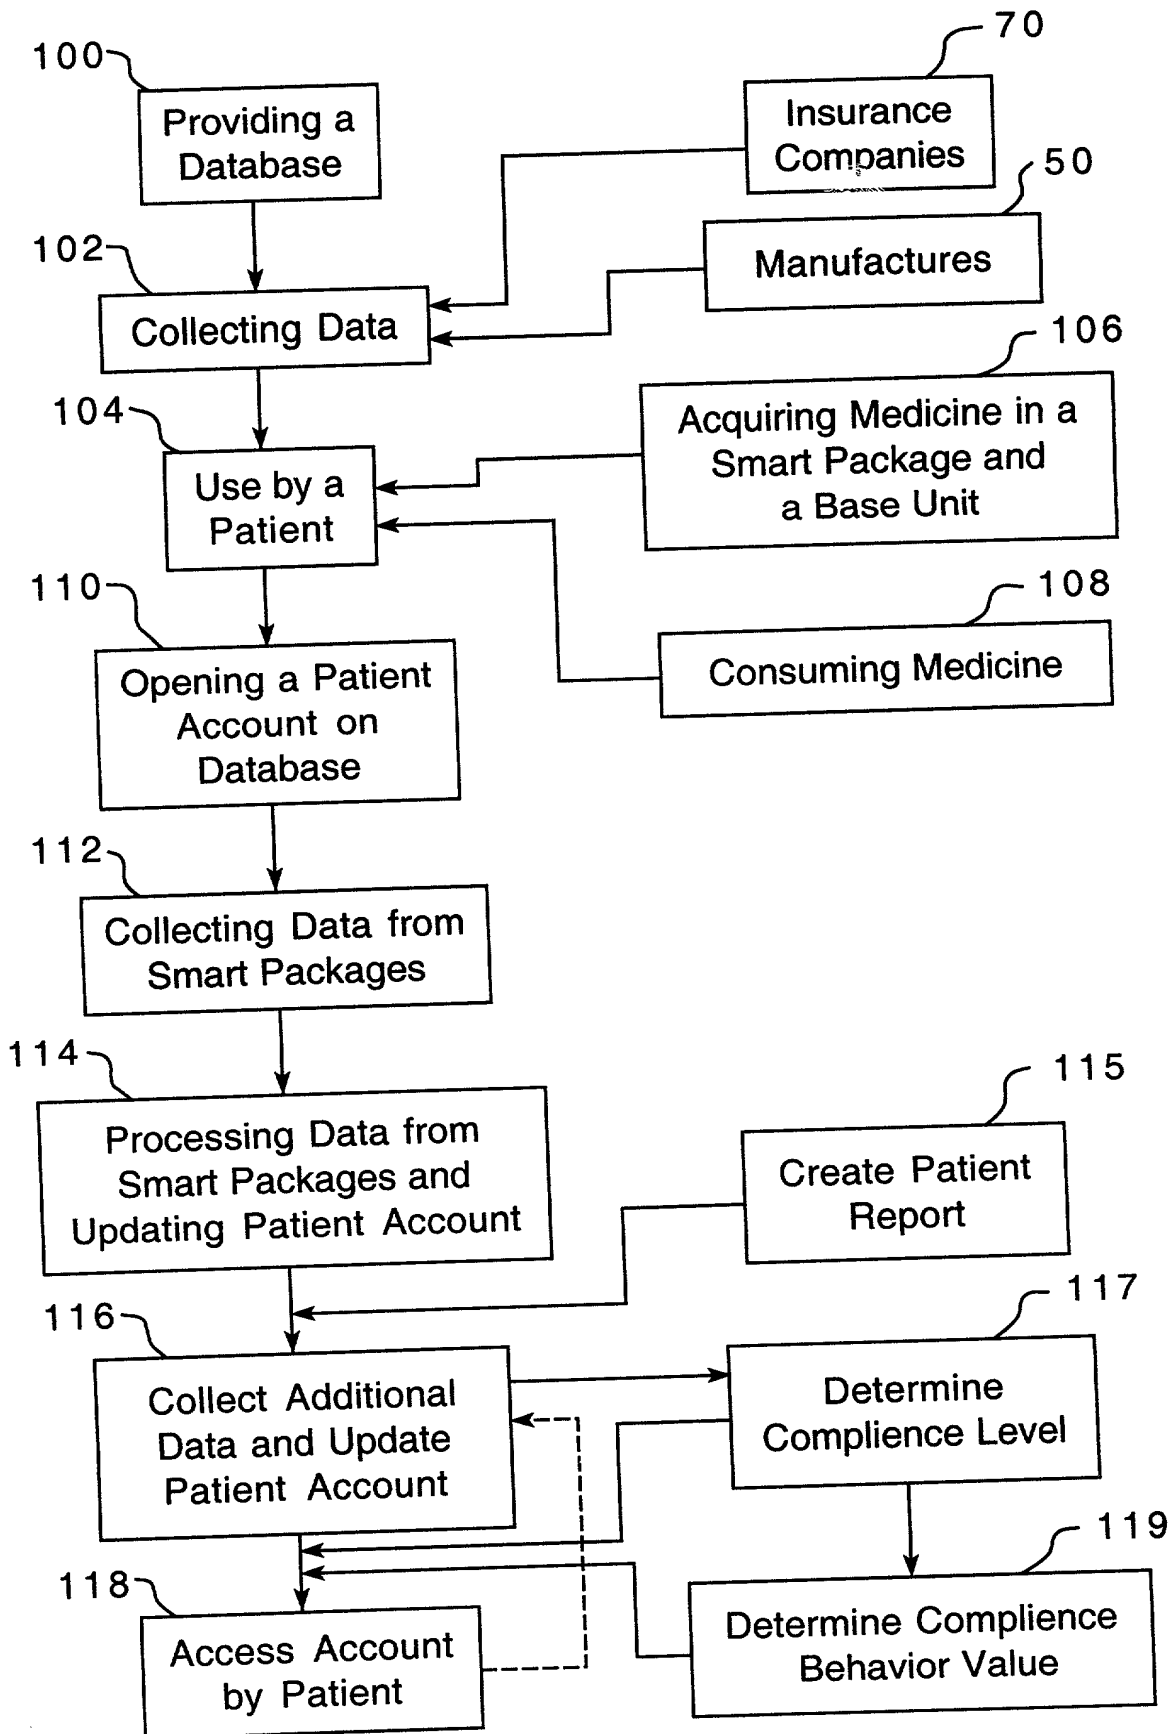 100
Providing a
Database
70
Insurance
Companies
50
Manufactures
102
Collecting Data
106
Acquiring Medicine in a
Smart Package and
a Base Unit
104
Use by a
Patient
108
Consuming Medicine
110
Opening a Patient
Account on
Database
112
Collecting Data from
Smart Packages
114
Processing Data from
Smart Packages and
Updating Patient Account
115
Create Patient
Report
116
Collect Additional
Data and Update
Patient Account
117
Determine
Complience Level
118
Access Account
by Patient
119
Determine Complience
Behavior Value